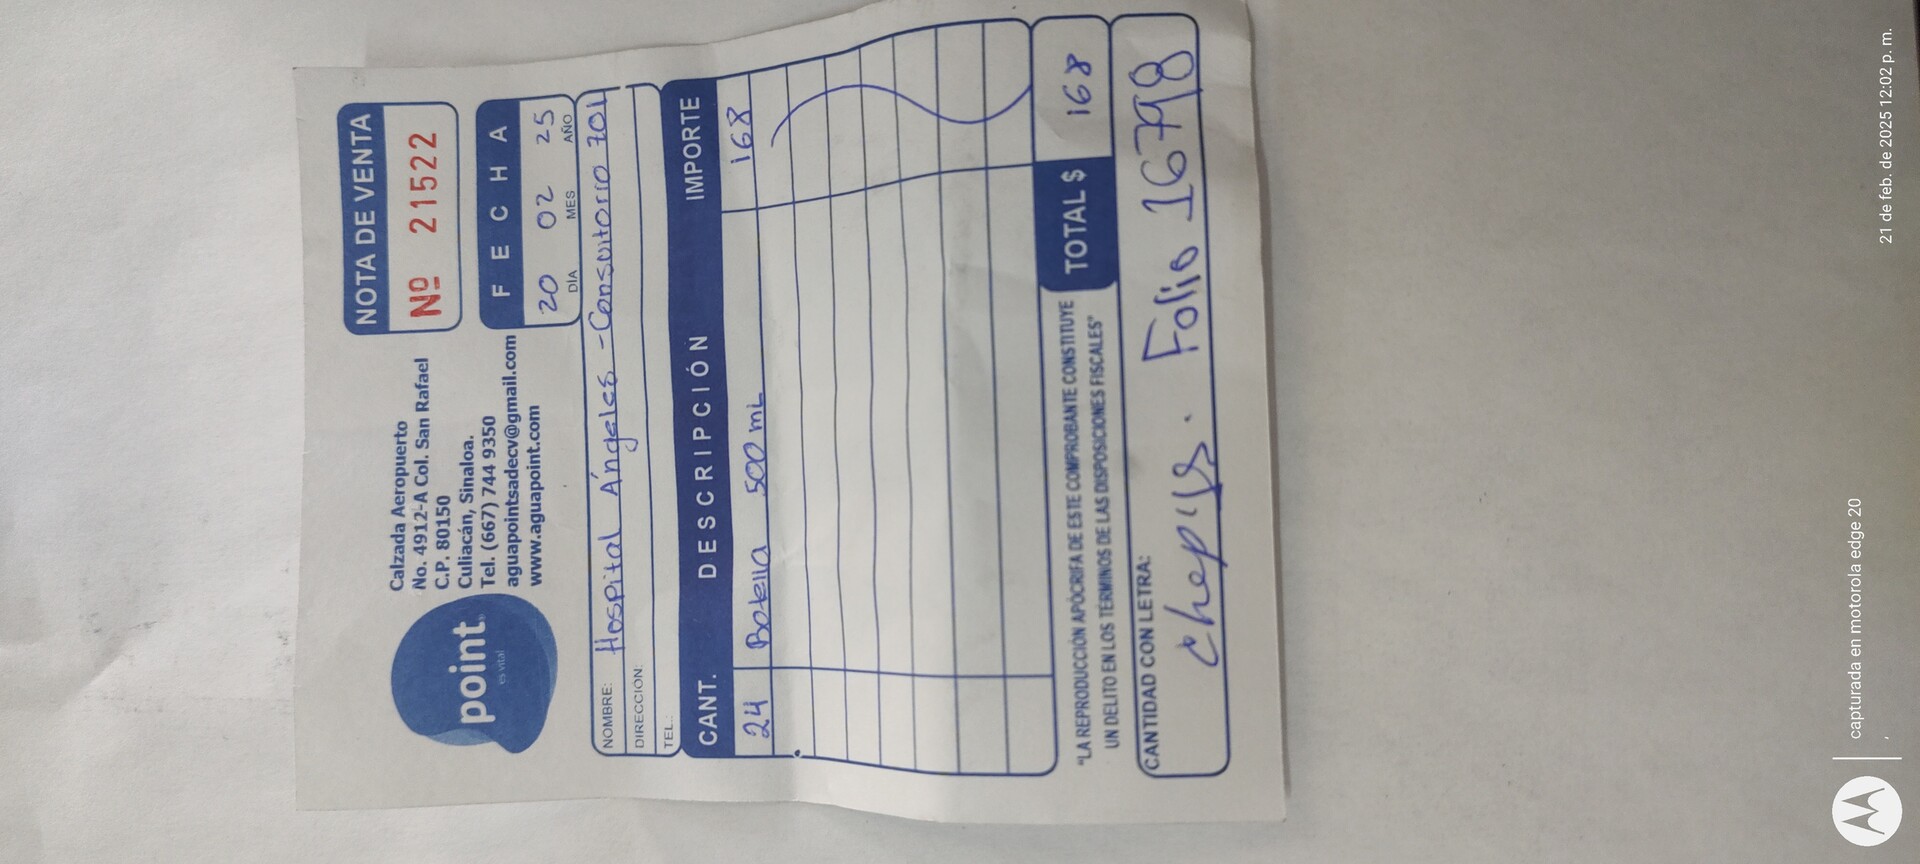 point
es vital
Calzada Aeropuerto
No. 4912-A Col. San Rafael
C.P. 80150
Culiacán, Sinaloa.
Tel. (667) 744 9350
aguapointsadecv@gmail.com
www.aguapoint.com
NOTA DE VENTA
Nº 21522
FECHA
20 02 25
DIA MES AÑO
NOMBRE: Hospital Ángeles - Consultorio 701
DIRECCIÓN:
TEL.:
CANT. DESCRIPCIÓN IMPORTE
24 Botella 500 mL 168
"LA REPRODUCCIÓN APÓCRIFA DE ESTE COMPROBANTE CONSTITUYE
UN DELITO EN LOS TÉRMINOS DE LAS DISPOSICIONES FISCALES"
TOTAL $ 168
CANTIDAD CON LETRA:
Folio 16798
capturada en motorola edge 20
21 de feb. de 2025 12:02 p. m.